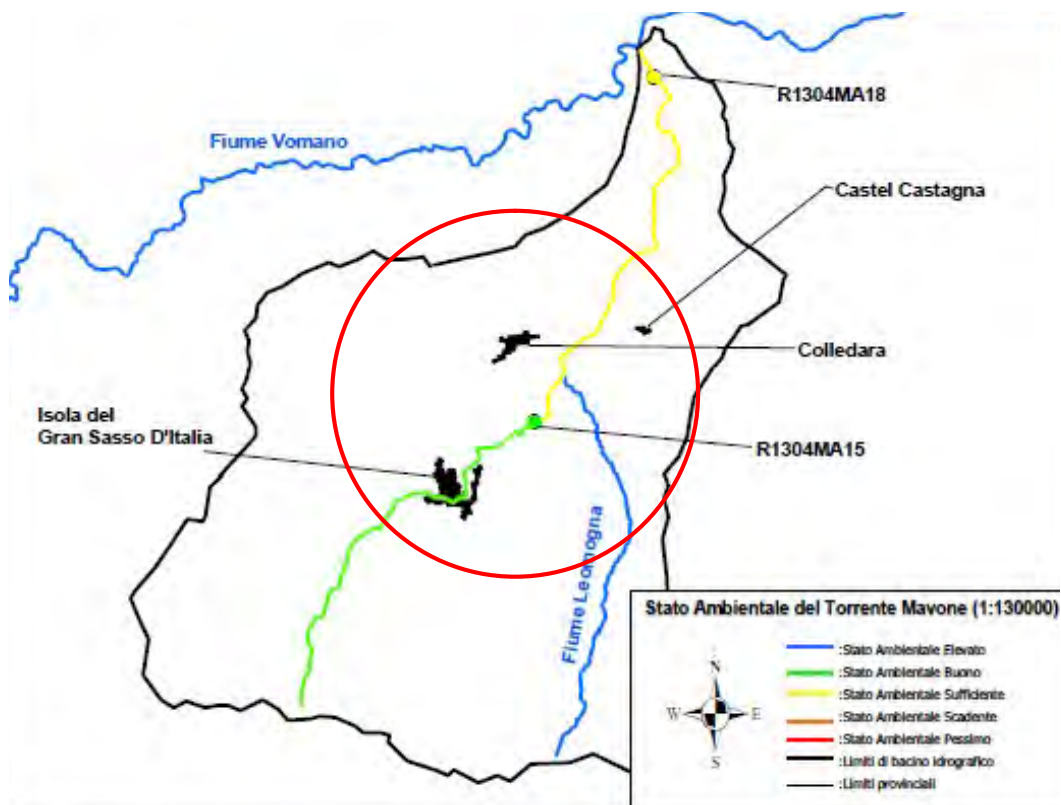 R1304MA18
Fiume Vomano
Castel Castagna
Colledara
Isola del
Gran Sasso D'Italia
R1304MA15
Fiume Leomogna
Stato Ambientale del Torrente Mavone (1:130000)
:Stato Ambientale Elevato
:Stato Ambientale Buono
:Stato Ambientale Sufficiente
:Stato Ambientale Scadente
:Stato Ambientale Pessimo
:Limiti di bacino idrografico
:Limiti provinciali
N
W E
S